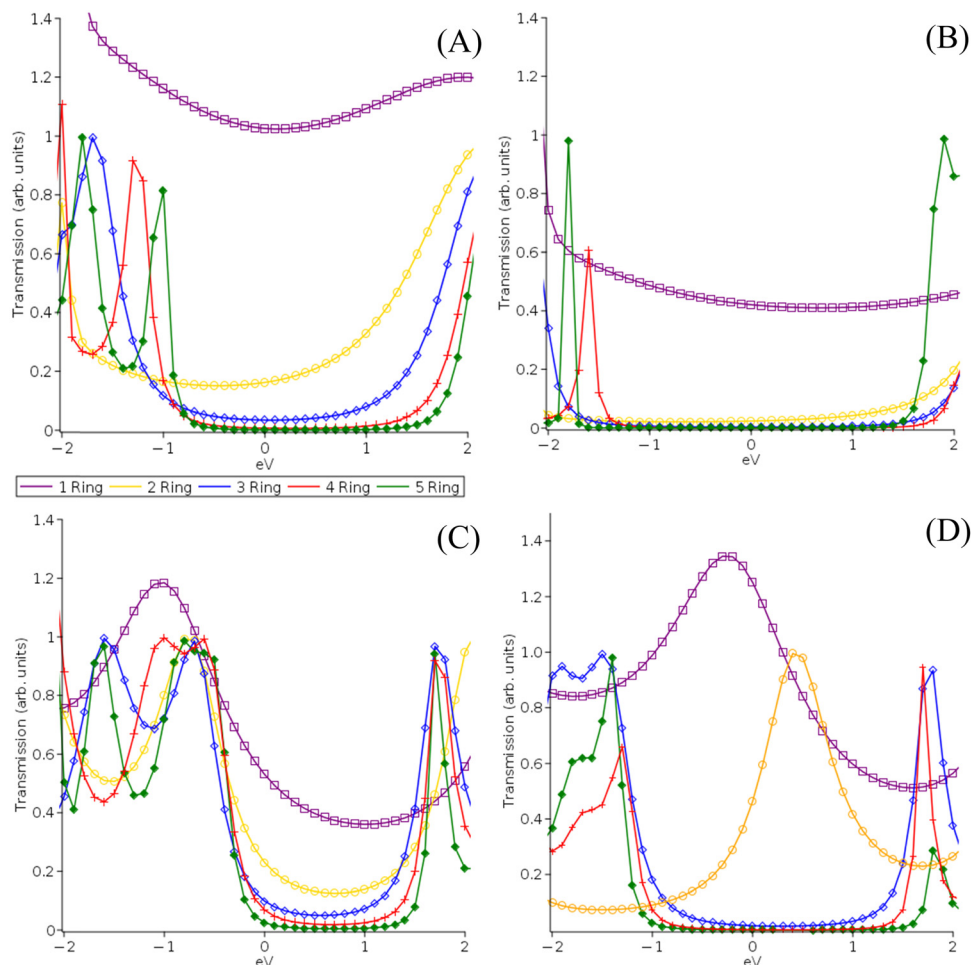 (A)
Transmission (arb. units)
1.4
1.2
1
0.8
0.6
0.4
0.2
0
-2 -1 0 1 2
eV
(B)
Transmission (arb. units)
1.4
1.2
1
0.8
0.6
0.4
0.2
0
-2 -1 0 1 2
eV
1 Ring 2 Ring 3 Ring 4 Ring 5 Ring
(C)
Transmission (arb. units)
1.4
1.2
1
0.8
0.6
0.4
0.2
0
-2 -1 0 1 2
eV
(D)
Transmission (arb. units)
1.4
1.2
1
0.8
0.6
0.4
0.2
-2 -1 0 1 2
eV